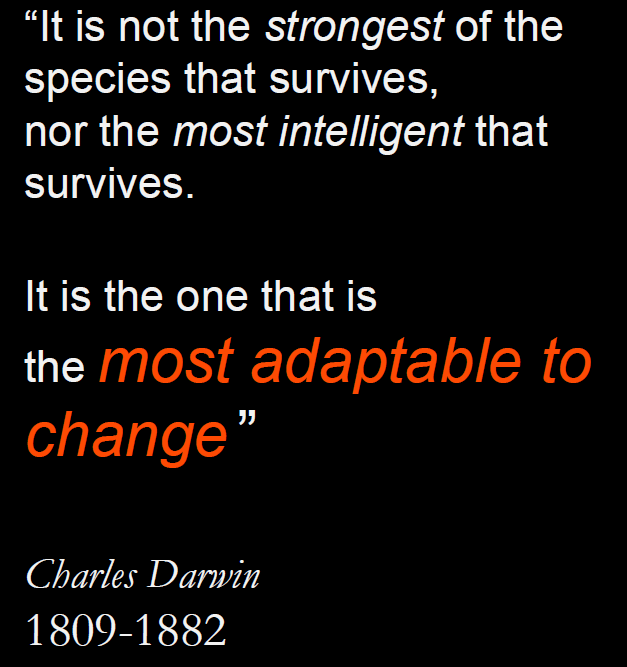 “It is not the strongest of the
species that survives,
nor the most intelligent that
survives.
It is the one that is
the most adaptable to
change ”
Charles Darwin
1809-1882